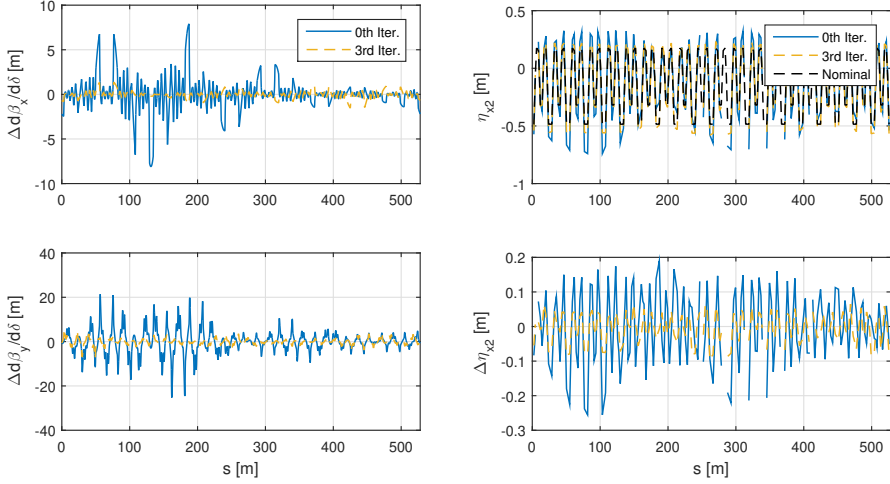 10
5
0
-5
-10
Δdβx/dδ [m]
0th Iter.
3rd Iter.
0 100 200 300 400 500
0.5
0
-0.5
-1
ηx2 [m]
0th Iter.
3rd Iter.
Nominal
0 100 200 300 400 500
40
20
0
-20
-40
Δdβy/dδ [m]
0 100 200 300 400 500
s [m]
0.2
0.1
0
-0.1
-0.2
-0.3
Δηx2 [m]
0 100 200 300 400 500
s [m]